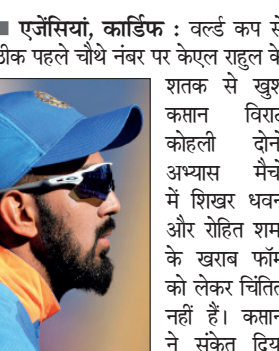 ■ एजेंसियां, कार्डिफ : वर्ल्ड कप से
ठीक पहले चौथे नंबर पर केएल राहुल के
शतक से खुश
कप्तान विराट
कोहली दोनों
अभ्यास मैचों
में शिखर धवन
और रोहित शर्मा
के खराब फॉर्म
को लेकर चिंतित
नहीं हैं। कप्तान
ने संकेत दिया